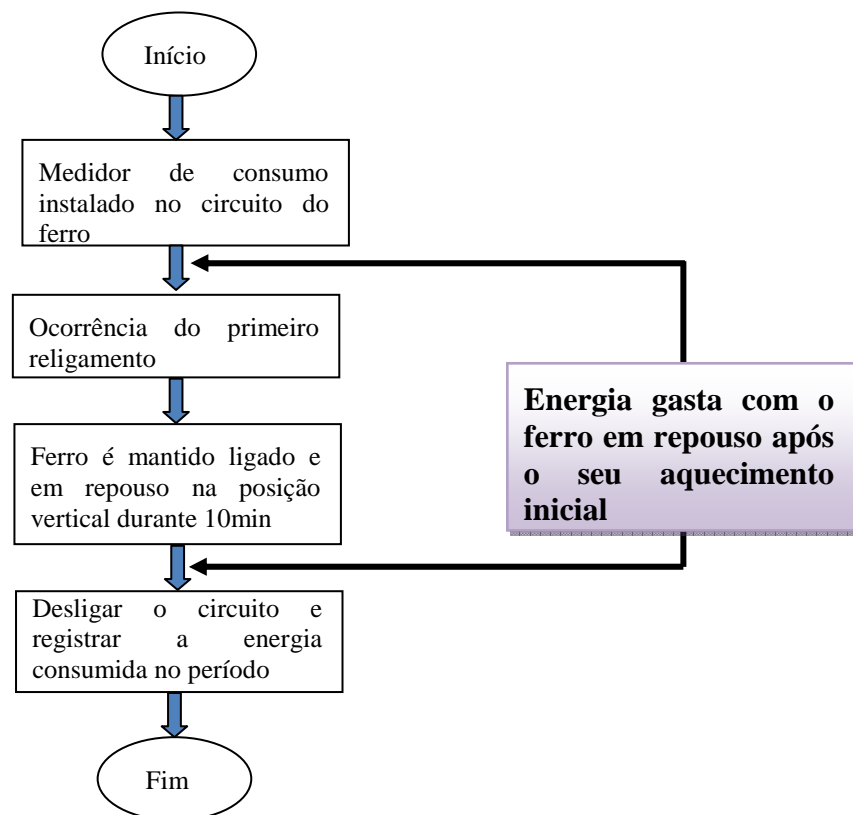 Início
Medidor de consumo
instalado no circuito do
ferro
Ocorrência do primeiro
religamento
Ferro é mantido ligado e
em repouso na posição
vertical durante 10min
Energia gasta com o
ferro em repouso após
o seu aquecimento
inicial
Desligar o circuito e
registrar a energia
consumida no período
Fim